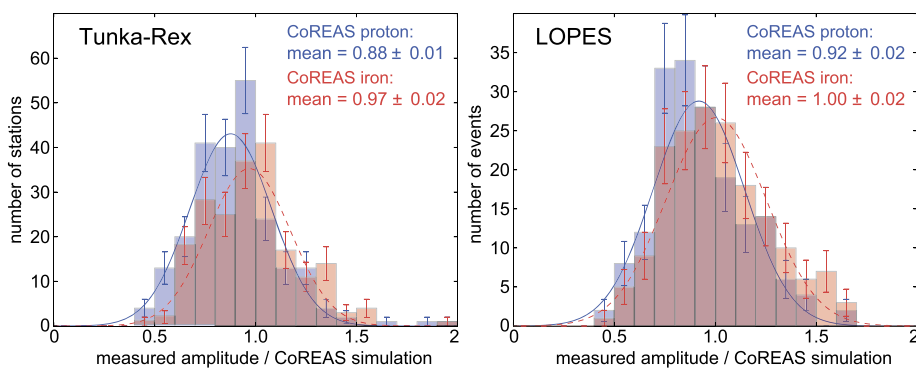 Tunka-Rex
CoREAS proton:
mean = 0.88 ± 0.01
CoREAS iron:
mean = 0.97 ± 0.02
number of stations
60
50
40
30
20
10
0
0 0.5 1.0 1.5 2
measured amplitude / CoREAS simulation
LOPES
CoREAS proton:
mean = 0.92 ± 0.02
CoREAS iron:
mean = 1.00 ± 0.02
number of events
35
30
25
20
15
10
5
0
0 0.5 1.0 1.5 2
measured amplitude / CoREAS simulation